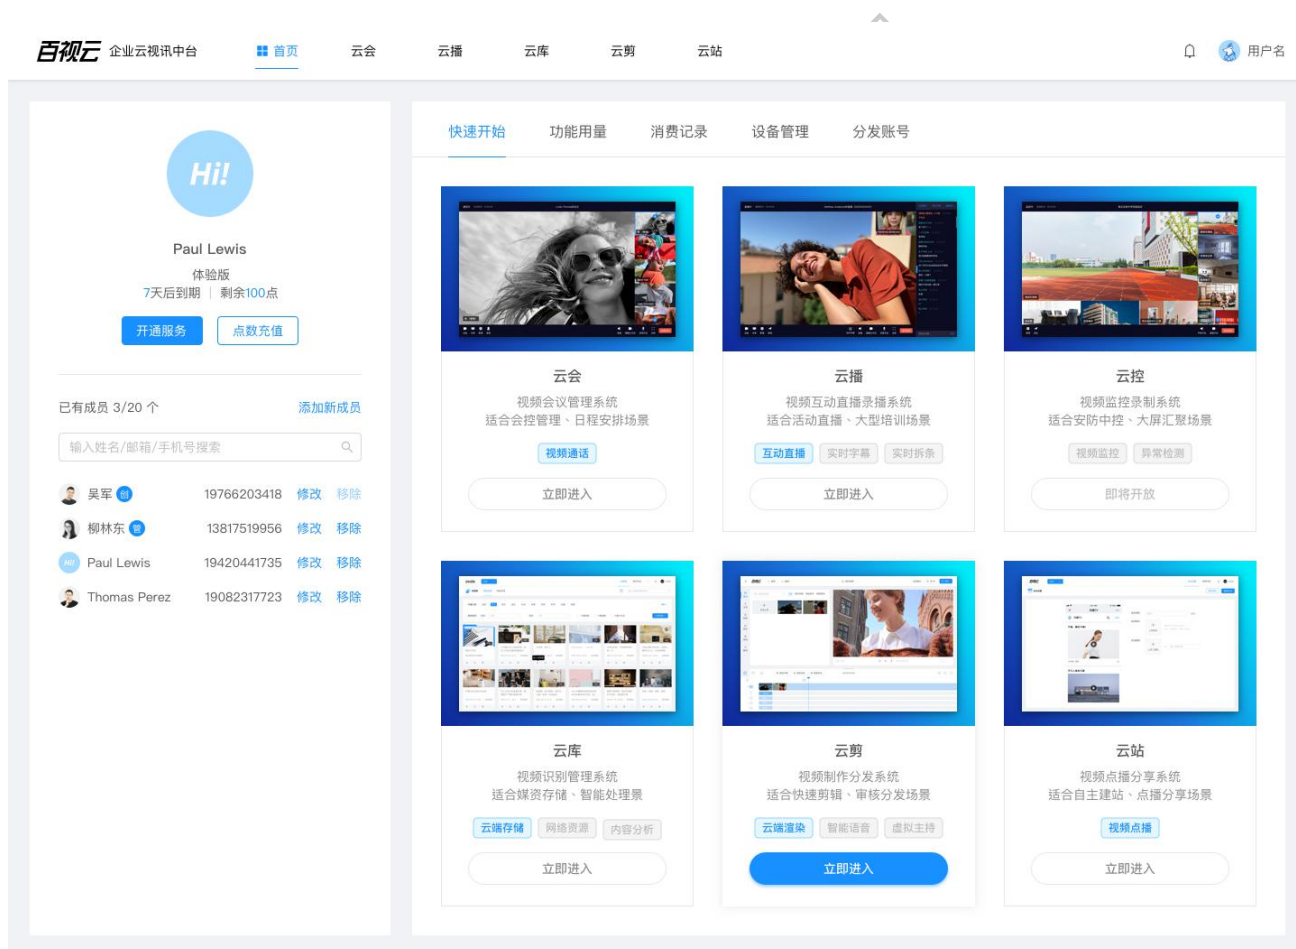 百视云 企业云视讯中台 首页 云会 云播 云库 云剪 云站 用户名
Hi!
Paul Lewis
体验版
7天后到期 剩余100点
开通服务 点数充值
已有成员 3/20 个 添加新成员
输入姓名/邮箱/手机号搜索
吴军 创 19766203418 修改 移除
柳林东 管 13817519956 修改 移除
Hi! Paul Lewis 19420441735 修改 移除
Thomas Perez 19082317723 修改 移除
快速开始 功能用量 消费记录 设备管理 分发账号
云会
视频会议管理系统
适合会控管理、日程安排场景
视频通话
立即进入
云播
视频互动直播录播系统
适合活动直播、大型培训场景
互动直播 实时字幕 实时拆条
立即进入
云控
视频监控录制系统
适合安防中控、大屏汇聚场景
视频监控 异常检测
即将开放
云库
视频识别管理系统
适合媒资存储、智能处理景
云端存储 网络资源 内容分析
立即进入
云剪
视频制作分发系统
适合快速剪辑、审核分发场景
云端渲染 智能语音 虚拟主持
立即进入
云站
视频点播分享系统
适合自主建站、点播分享场景
视频点播
立即进入